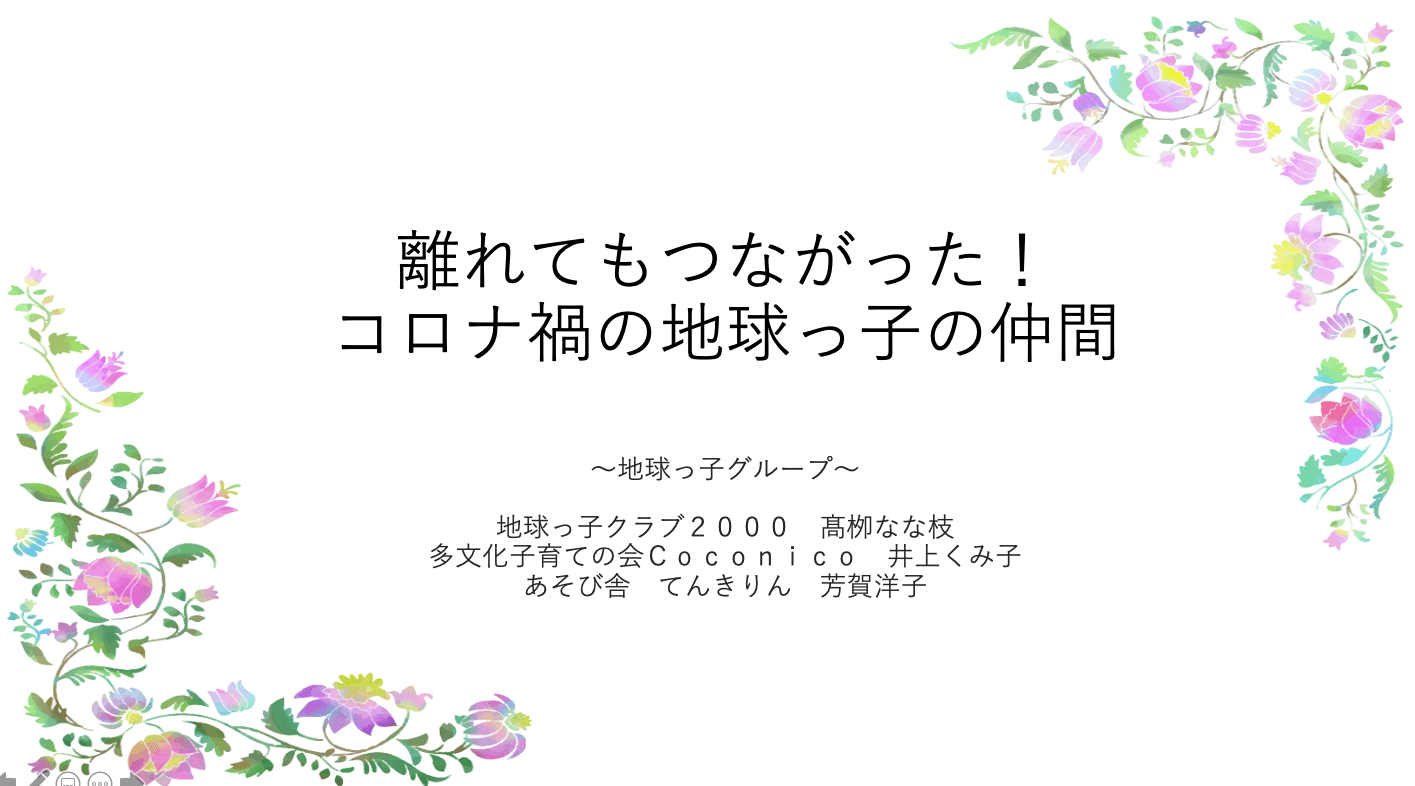 離れてもつながった！
コロナ禍の地球っ子の仲間
～地球っ子グループ～
地球っ子クラブ２０００　髙栁なな枝
多文化子育ての会Ｃｏｃｏｎｉｃｏ　井上くみ子
あそび舎　てんきりん　芳賀洋子